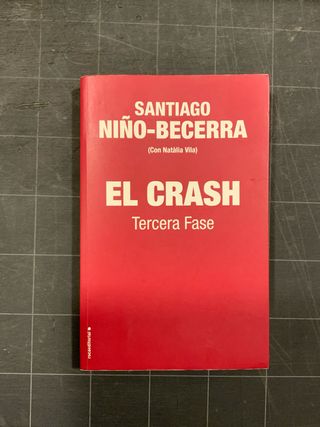 SANTIAGO
NIÑO-BECERRA
(Con Natàlia Vila)
EL CRASH
Tercera Fase
rocaeditorial